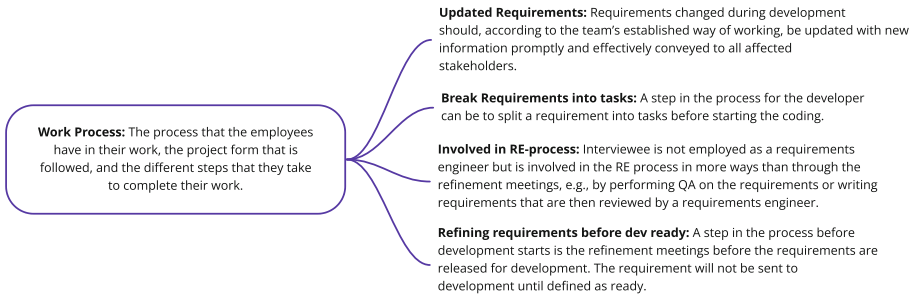 Work Process: The process that the employees
have in their work, the project form that is
followed, and the different steps that they take
to complete their work.
Updated Requirements: Requirements changed during development
should, according to the team’s established way of working, be updated with new
information promptly and effectively conveyed to all affected
stakeholders.
Break Requirements into tasks: A step in the process for the developer
can be to split a requirement into tasks before starting the coding.
Involved in RE-process: Interviewee is not employed as a requirements
engineer but is involved in the RE process in more ways than through the
refinement meetings, e.g., by performing QA on the requirements or writing
requirements that are then reviewed by a requirements engineer.
Refining requirements before dev ready: A step in the process before
development starts is the refinement meetings before the requirements are
released for development. The requirement will not be sent to
development until defined as ready.